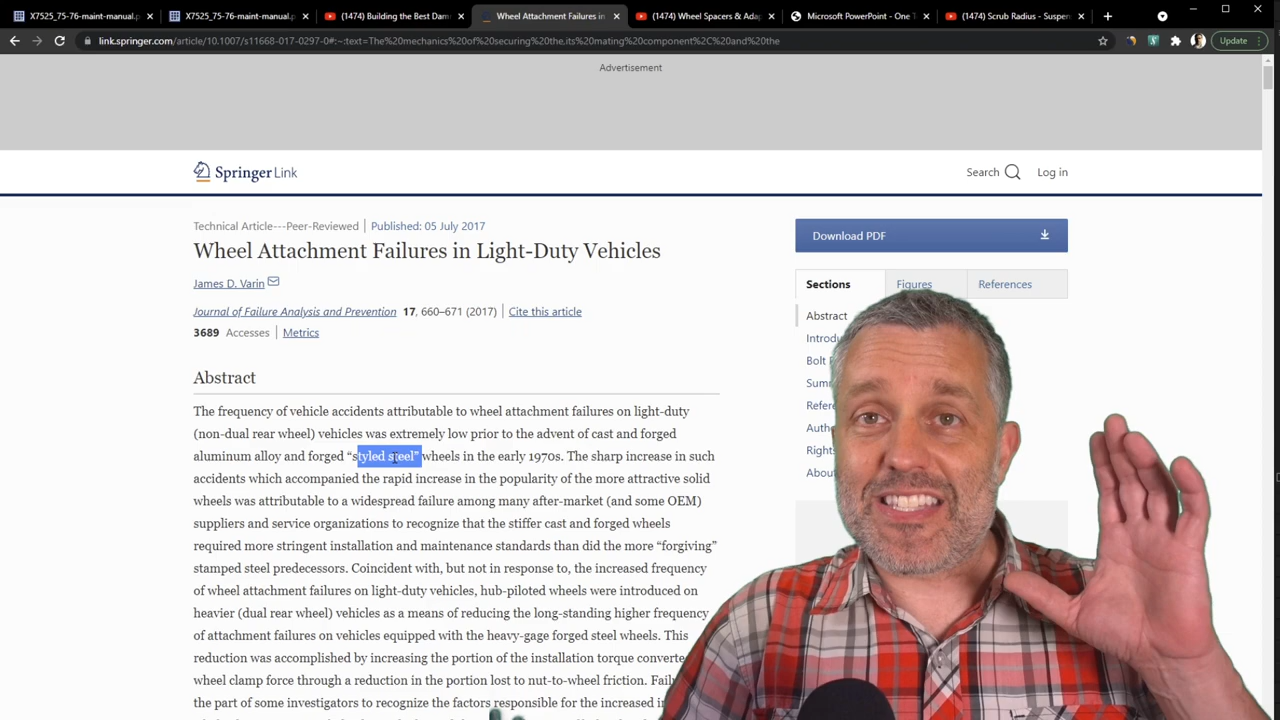 X7525_75-76-maint-manual.p
X7525_75-76-maint-manual.p
(1474) Building the Best Dam
Wheel Attachment Failures in
(1474) Wheel Spacers & Ada
Microsoft PowerPoint - One T
(1474) Scrub Radius - Suspen
link.springer.com/article/10.1007/s11668-017-0297-0#:~:text=The%20mechanics%20of%20securing%20the,its%20mating%20component%2C%20and%20the
Update
Advertisement
Springer Link
Search
Log in
Technical Article---Peer-Reviewed | Published: 05 July 2017
Wheel Attachment Failures in Light-Duty Vehicles
James D. Varin
Journal of Failure Analysis and Prevention 17, 660–671 (2017) | Cite this article
3689 Accesses | Metrics
Abstract
The frequency of vehicle accidents attributable to wheel attachment failures on light-duty
(non-dual rear wheel) vehicles was extremely low prior to the advent of cast and forged
aluminum alloy and forged “styled steel” wheels in the early 1970s. The sharp increase in such
accidents which accompanied the rapid increase in the popularity of the more attractive solid
wheels was attributable to a widespread failure among many after-market (and some OEM)
suppliers and service organizations to recognize that the stiffer cast and forged wheels
required more stringent installation and maintenance standards than did the more “forgiving”
stamped steel predecessors. Coincident with, but not in response to, the increased frequency
of wheel attachment failures on light-duty vehicles, hub-piloted wheels were introduced on
heavier (dual rear wheel) vehicles as a means of reducing the long-standing higher frequency
of attachment failures on vehicles equipped with the heavy-gage forged steel wheels. This
reduction was accomplished by increasing the portion of the installation torque converte
wheel clamp force through a reduction in the portion lost to nut-to-wheel friction. Failu
the part of some investigators to recognize the factors responsible for the increased in
Download PDF
Sections
Figures
References
Abstract
Introdu
Bolt
Summ
Refere
Autho
Rights
Abou